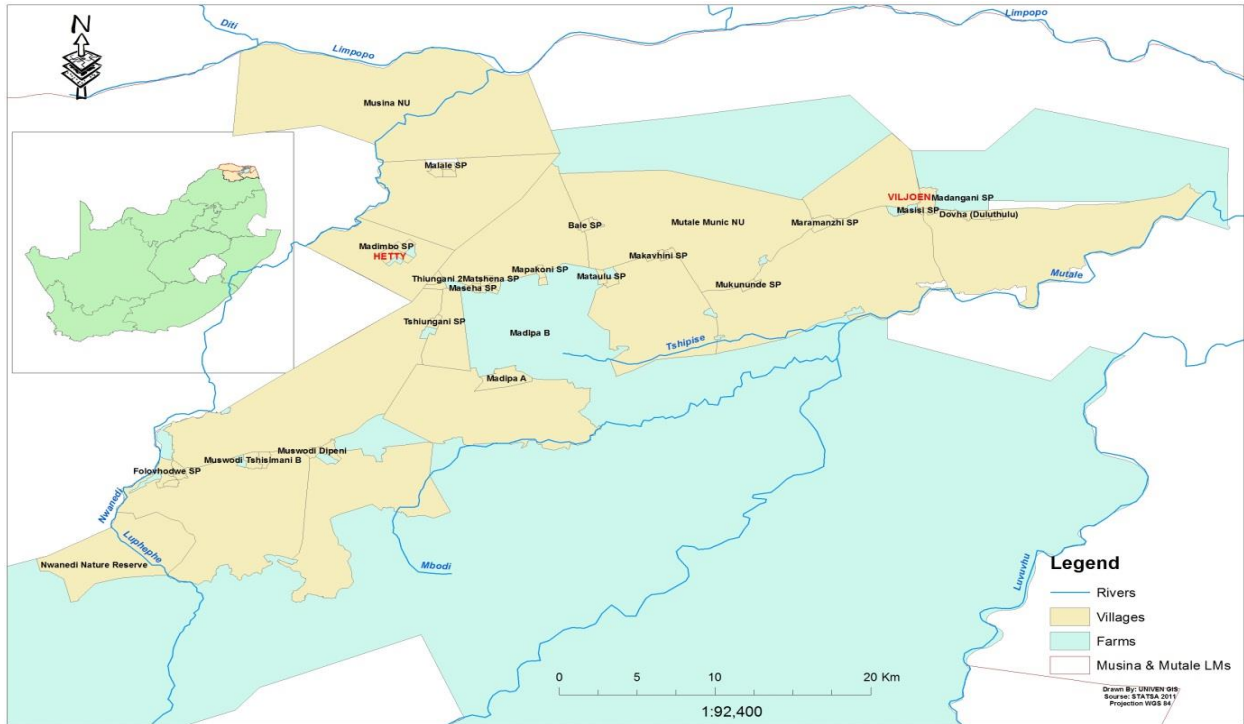 Diti
Limpopo
Limpopo
N
Musina NU
Malale SP
VILJOEN
Madangani SP
Masisi SP
Dovha (Duluthulu)
Bale SP
Mutale Munic NU
Maramanzhi SP
Madimbo SP
HETTY
Makavhini SP
Mapakoni SP
Thiungani 2
Matshena SP
Mataulu SP
Maseha SP
Mukununde SP
Mutale
Tshiungani SP
Madipa B
Tshipise
Madipa A
Muswodi Dipeni
Muswodi Tshisimani B
Folovhodwe SP
Nwanedi
Luphephe
Nwanedi Nature Reserve
Mbodi
Luvuvhu
Legend
Rivers
Villages
Farms
Musina & Mutale LMs
0 5 10 20 Km
1:92,400
Drawn By: UNIVEN GIS
Sourse: STATSA 2011
Projection WGS 84